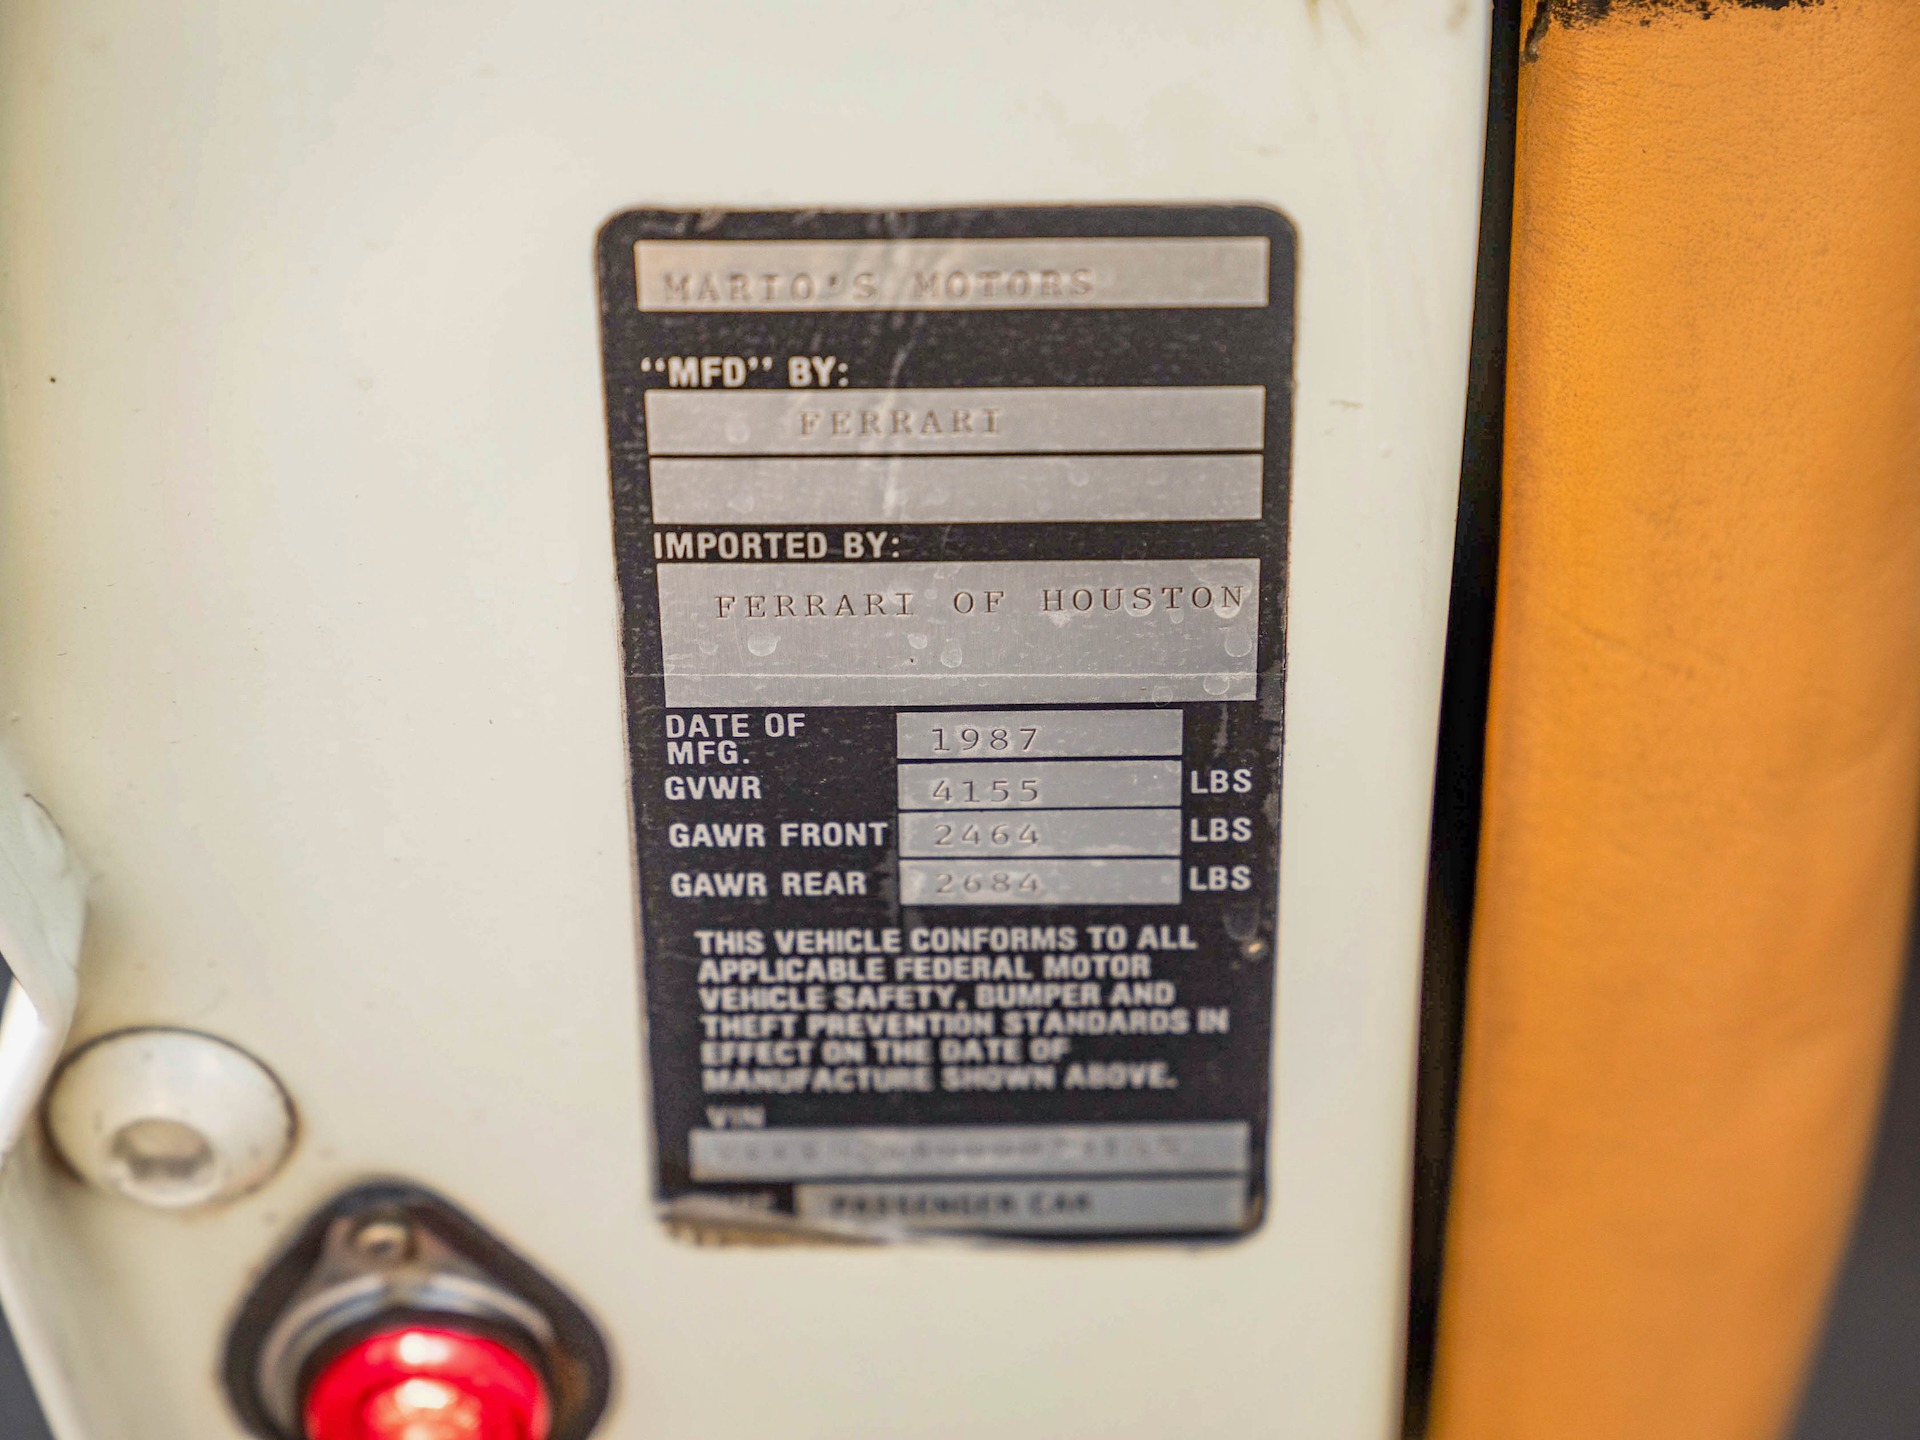 MARIO'S MOTORS
“MFD” BY:
FERRARI
IMPORTED BY:
FERRARI OF HOUSTON
DATE OF
MFG.
1987
GVWR 4155 LBS
GAWR FRONT 2464 LBS
GAWR REAR 2684 LBS
THIS VEHICLE CONFORMS TO ALL
APPLICABLE FEDERAL MOTOR
VEHICLE SAFETY, BUMPER AND
THEFT PREVENTION STANDARDS IN
EFFECT ON THE DATE OF
MANUFACTURE SHOWN ABOVE.
VIN
PASSENGER CAR